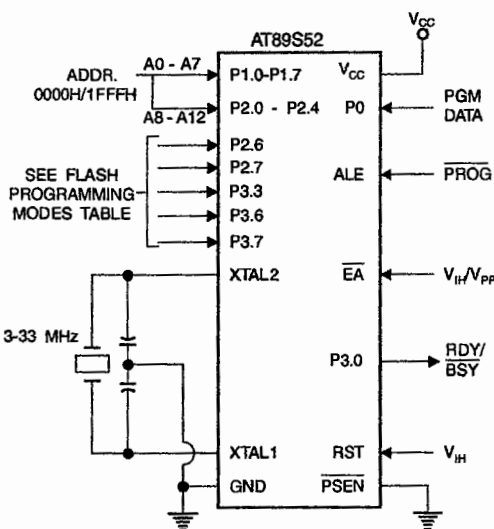 V̅CC
AT89S52
A0 - A7
ADDR.
0000H/1FFFH
A8 - A12
P1.0-P1.7
VCC
P2.0 - P2.4
P0
PGM
DATA
P2.6
P2.7
SEE FLASH
PROGRAMMING
MODES TABLE
P3.3
ALE
PROG
P3.6
P3.7
XTAL2
EA
VIH/VPP
3-33 MHz
P3.0
RDY/
BSY
XTAL1
RST
VIH
GND
PSEN